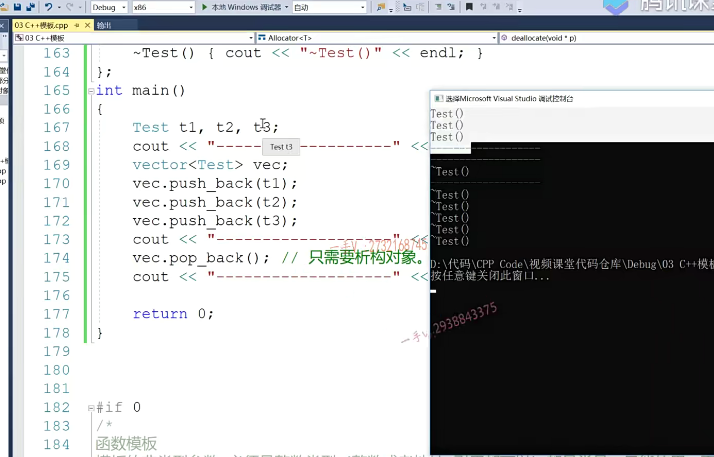 Debug
x86
本地 Windows 调试器
自动
腾讯课
03 C++模板.cpp
输出
03 C++模板
Allocator<T>
deallocate(void * p)
163 ~Test() { cout << "~Test()" << endl; }
164 };
165 int main()
166 {
167 Test t1, t2, t3;
168 cout << "--------------------" <<
Test t3
169 vector<Test> vec;
170 vec.push_back(t1);
171 vec.push_back(t2);
172 vec.push_back(t3);
173 cout << "--------------------" <<
174 vec.pop_back(); // 只需要析构对象。
175 cout << "--------------------" <<
176
177 return 0;
178 }
179
180
181
182 #if 0
183 /*
184 函数模板
选择Microsoft Visual Studio 调试控制台
Test()
Test()
Test()
--------------------
--------------------
~Test()
--------------------
~Test()
~Test()
~Test()
~Test()
~Test()
D:\代码\CPP Code\视频课堂代码仓库\Debug\03 C++模
按任意键关闭此窗口...
一手V :2732168745
一手V:2938843375